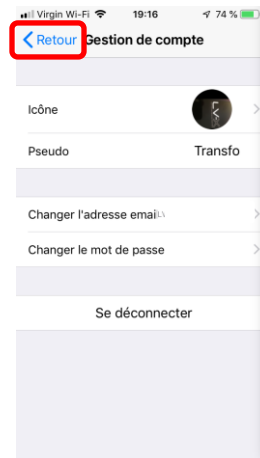 Virgin Wi-Fi 19:16 74 %
Retour Gestion de compte
Icône
Pseudo Transfo
Changer l'adresse email
Changer le mot de passe
Se déconnecter